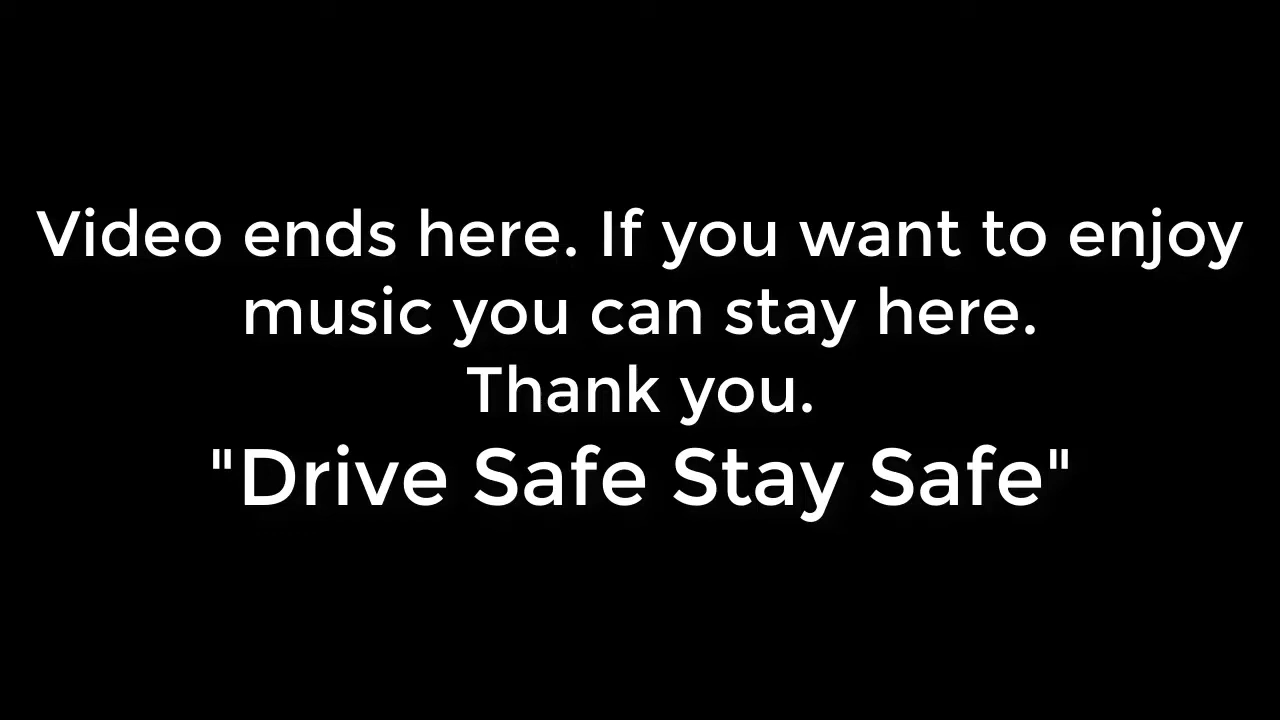 Video ends here. If you want to enjoy
music you can stay here.
Thank you.
"Drive Safe Stay Safe"